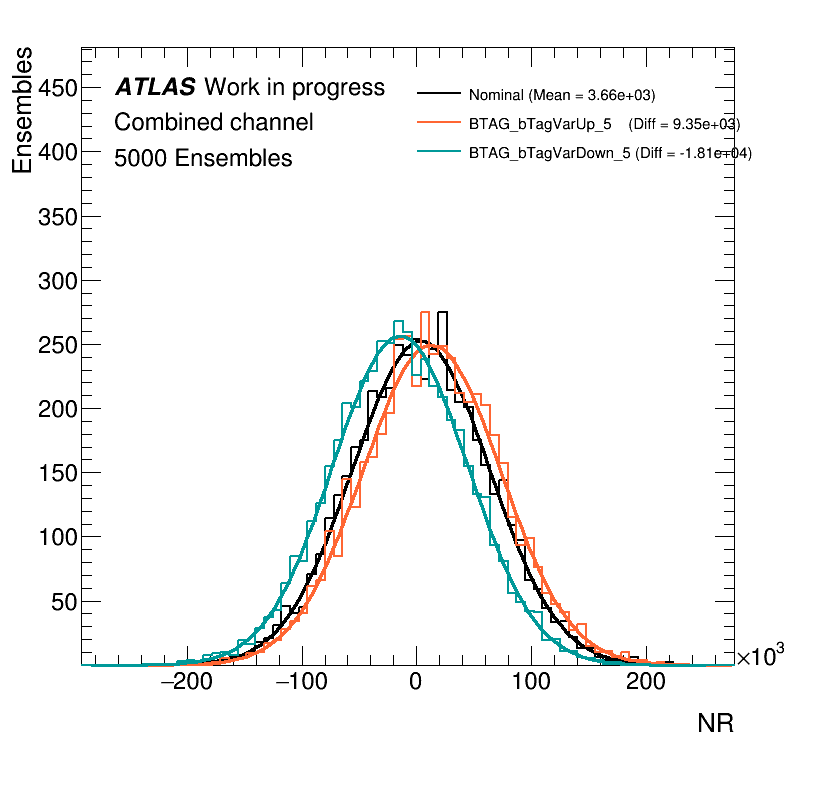 Ensembles
ATLAS Work in progress
Combined channel
5000 Ensembles
Nominal (Mean = 3.66e+03)
BTAG_bTagVarUp_5 (Diff = 9.35e+03)
BTAG_bTagVarDown_5 (Diff = -1.81e+04)
450
400
350
300
250
200
150
100
50
−200 −100 0 100 200
×10³
NR